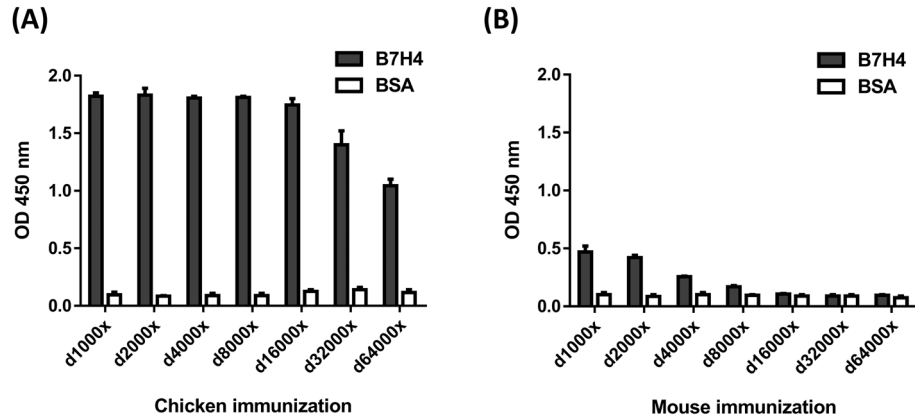 (A)
B7H4
BSA
2.0
1.5
1.0
0.5
0.0
OD 450 nm
d1000x
d2000x
d4000x
d8000x
d16000x
d32000x
d64000x
Chicken immunization
(B)
B7H4
BSA
2.0
1.5
1.0
0.5
0.0
OD 450 nm
d1000x
d2000x
d4000x
d8000x
d16000x
d32000x
d64000x
Mouse immunization